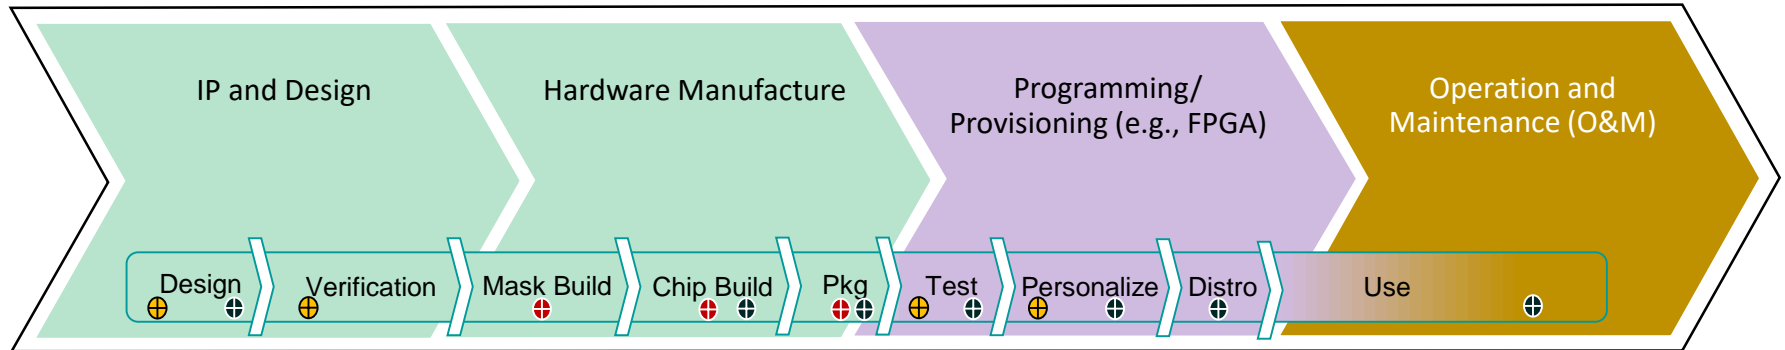 IP and Design
Hardware Manufacture
Programming/
Provisioning (e.g., FPGA)
Operation and
Maintenance (O&M)
Design
Verification
Mask Build
Chip Build
Pkg
Test
Personalize
Distro
Use